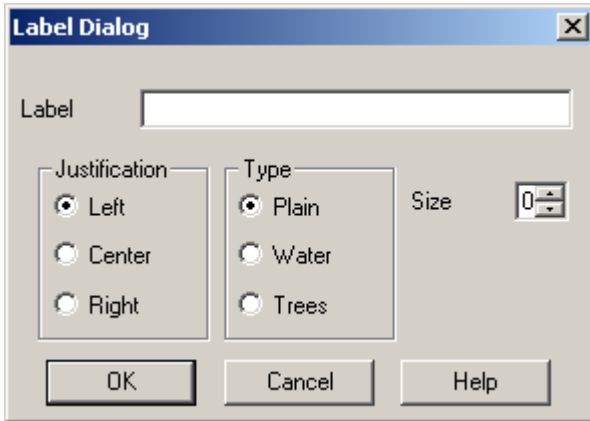 Label Dialog
Label
Justification Type
Left Plain Size 0
Center Water
Right Trees
OK Cancel Help